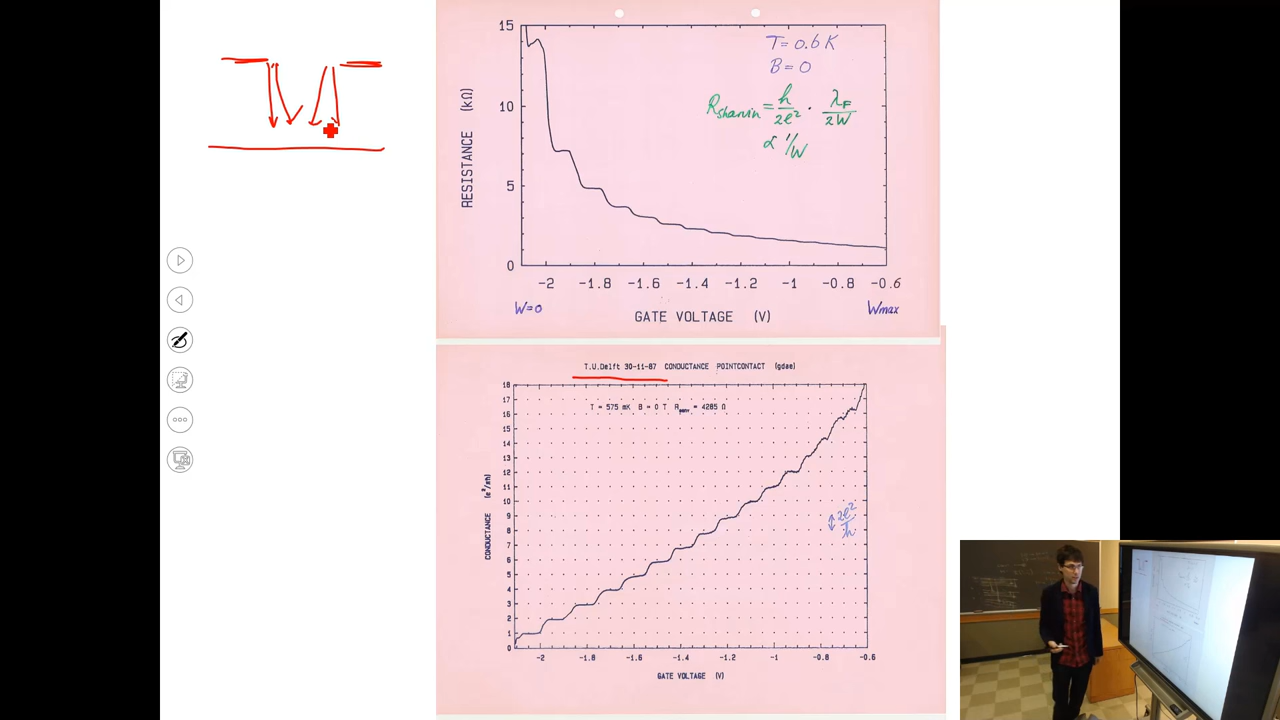 15
10
5
0
RESISTANCE (kΩ)
T = 0.6 K
B = 0
R_Sharvin = h/2e² · λ_F/2W
∝ 1/W
-2 -1.8 -1.6 -1.4 -1.2 -1 -0.8 -0.6
W=0
GATE VOLTAGE (V)
Wmax
T.U.Delft 30-11-87 CONDUCTANCE POINTCONTACT (gdae)
18
17
16
15
14
13
12
11
10
9
8
7
6
5
4
3
2
1
0
T = 575 mK B = 0 T R = 4285 Ω
CONDUCTANCE (e²/πħ)
↕ 2e²/h
-2 -1.8 -1.6 -1.4 -1.2 -1 -0.8 -0.6
GATE VOLTAGE (V)